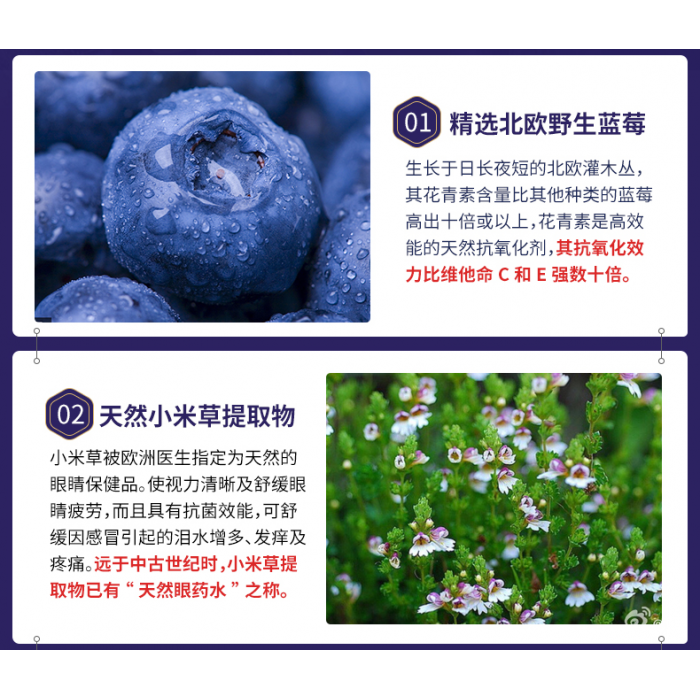 01 精选北欧野生蓝莓
生长于日长夜短的北欧灌木丛，
其花青素含量比其他种类的蓝莓
高出十倍或以上，花青素是高效
能的天然抗氧化剂，其抗氧化效
力比维他命 C 和 E 强数十倍。
02 天然小米草提取物
小米草被欧洲医生指定为天然的
眼睛保健品。使视力清晰及舒缓眼
睛疲劳，而且具有抗菌效能，可舒
缓因感冒引起的泪水增多、发痒及
疼痛。远于中古世纪时，小米草提
取物已有“天然眼药水”之称。